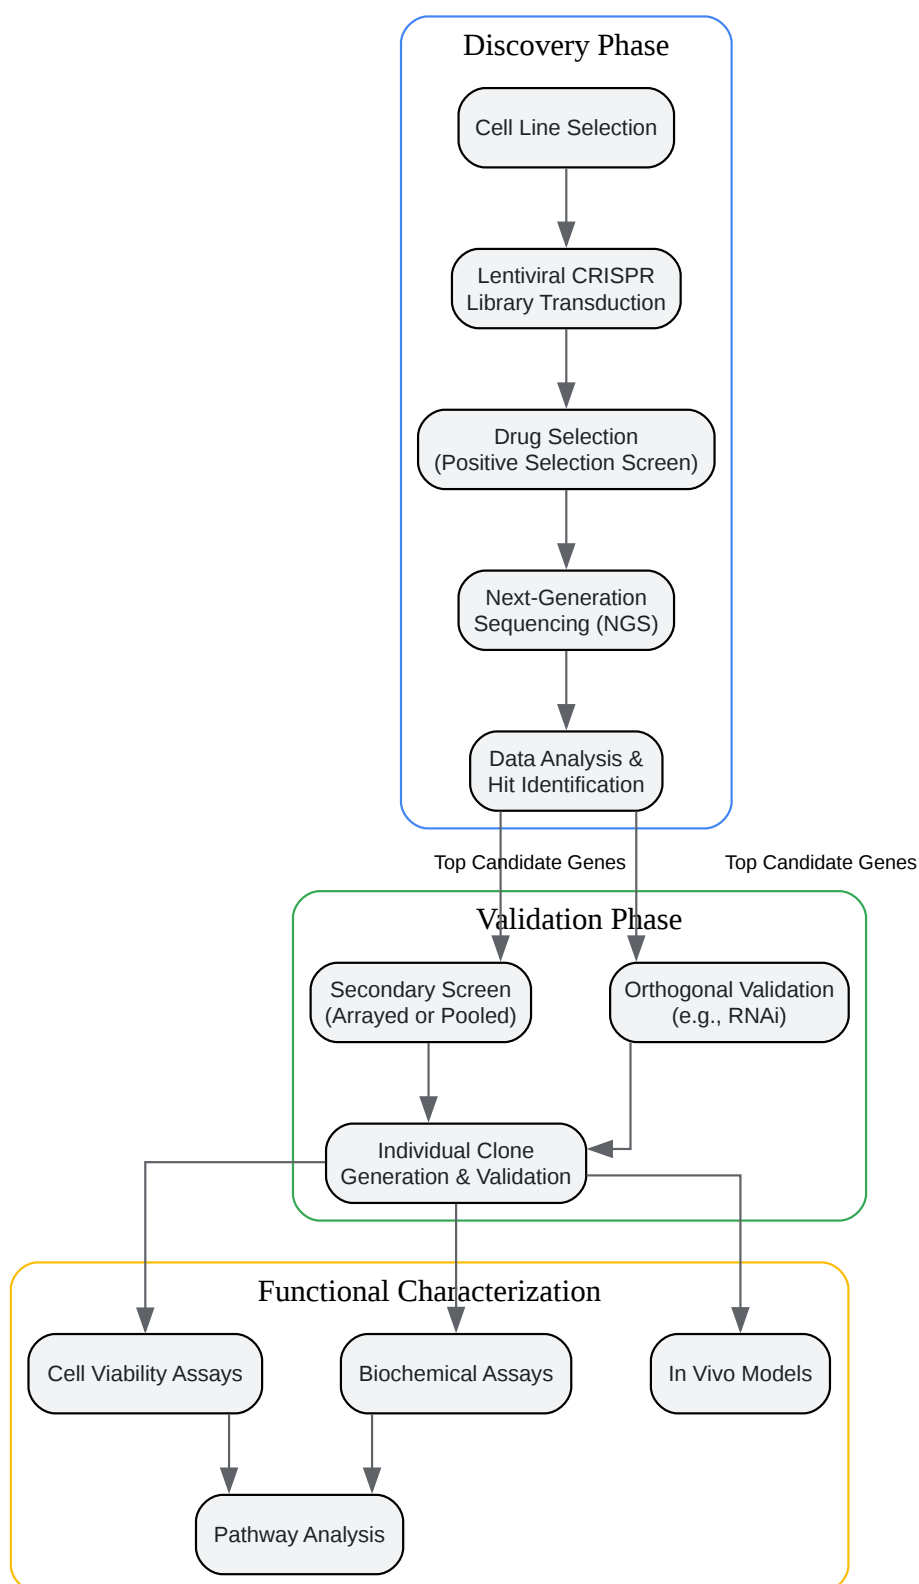 Discovery Phase
Cell Line Selection
Lentiviral CRISPR
Library Transduction
Drug Selection
(Positive Selection Screen)
Next-Generation
Sequencing (NGS)
Data Analysis &
Hit Identification
Top Candidate Genes
Top Candidate Genes
Validation Phase
Secondary Screen
(Arrayed or Pooled)
Orthogonal Validation
(e.g., RNAi)
Individual Clone
Generation & Validation
Functional Characterization
Cell Viability Assays
Biochemical Assays
In Vivo Models
Pathway Analysis